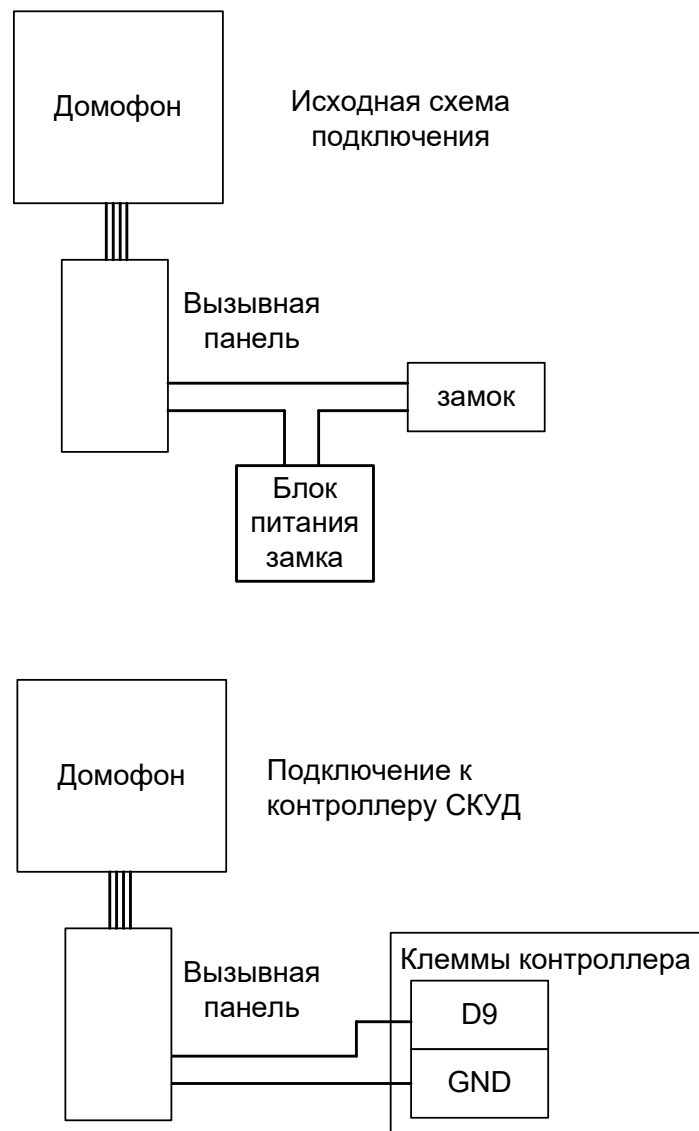 Домофон
Исходная схема
подключения
Вызывная
панель
замок
Блок
питания
замка
Домофон
Подключение к
контроллеру СКУД
Вызывная
панель
Клеммы контроллера
D9
GND